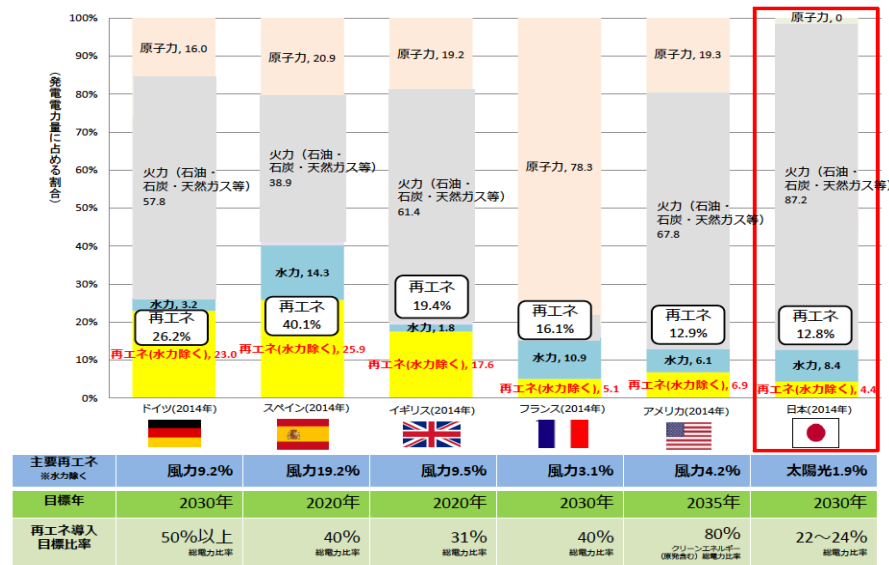 (発電電力量に占める割合)
100%
90%
80%
70%
60%
50%
40%
30%
20%
10%
0%
原子力, 16.0
火力（石油・
石炭・天然ガス等）
57.8
水力, 3.2
再エネ
26.2%
再エネ(水力除く), 23.0
原子力, 20.9
火力（石油・
石炭・天然ガス等）
38.9
水力, 14.3
再エネ
40.1%
再エネ(水力除く), 25.9
原子力, 19.2
火力（石油・
石炭・天然ガス等）
61.4
再エネ
19.4%
水力, 1.8
再エネ(水力除く), 17.6
原子力, 78.3
再エネ
16.1%
水力, 10.9
再エネ(水力除く), 5.1
原子力, 19.3
火力（石油・
石炭・天然ガス等）
67.8
再エネ
12.9%
水力, 6.1
再エネ(水力除く), 6.9
原子力, 0
火力（石油・
石炭・天然ガス等）
87.2
再エネ
12.8%
水力, 8.4
再エネ(水力除く), 4.4
ドイツ(2014年) スペイン(2014年) イギリス(2014年) フランス(2014年) アメリカ(2014年) 日本(2014年)
主要再エネ
※水力除く
風力9.2% 風力19.2% 風力9.5% 風力3.1% 風力4.2% 太陽光1.9%
目標年 2030年 2020年 2020年 2030年 2035年 2030年
再エネ導入
目標比率
50%以上
総電力比率
40%
総電力比率
31%
総電力比率
40%
総電力比率
80%
クリーンエネルギー
(原発含む) 総電力比率
22～24%
総電力比率